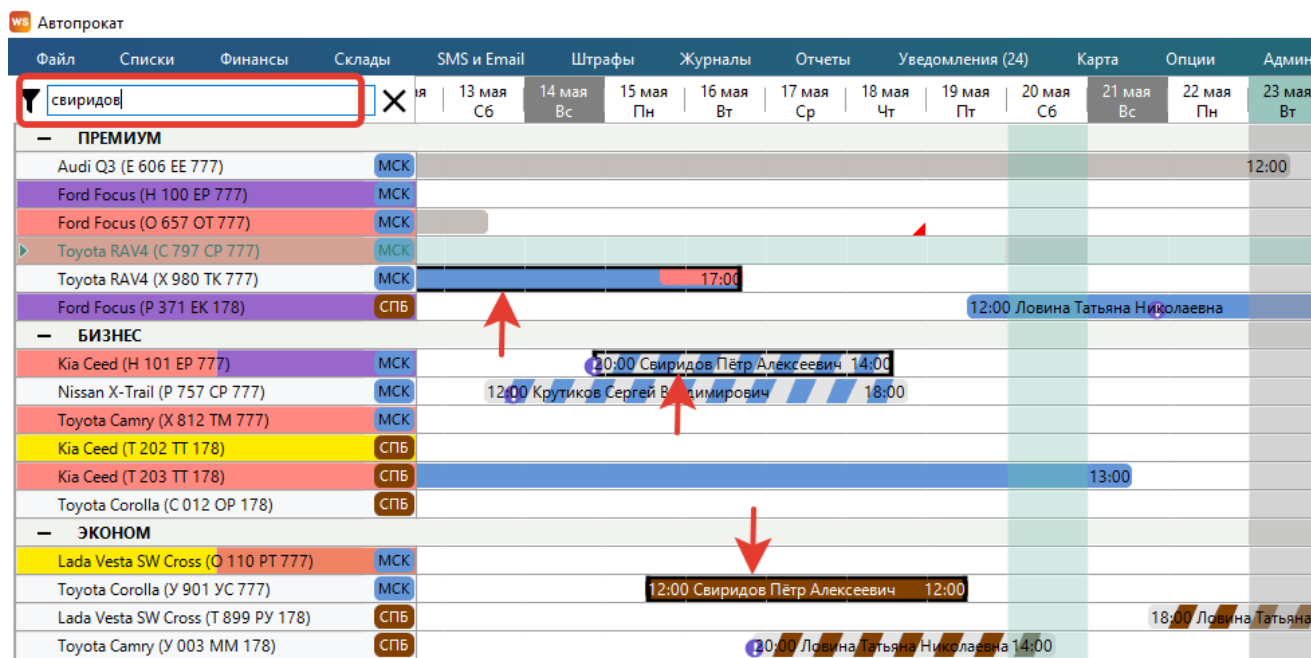 WS Автопрокат
Файл Списки Финансы Склады SMS и Email Штрафы Журналы Отчеты Уведомления (24) Карта Опции Админ
свиридов
13 мая 14 мая 15 мая 16 мая 17 мая 18 мая 19 мая 20 мая 21 мая 22 мая 23 мая
Сб Вс Пн Вт Ср Чт Пт Сб Вс Пн Вт
ПРЕМИУМ
Audi Q3 (Е 606 ЕЕ 777) МСК 12:00
Ford Focus (Н 100 ЕР 777) МСК
Ford Focus (О 657 ОТ 777) МСК
Toyota RAV4 (С 797 СР 777) МСК
Toyota RAV4 (Х 980 ТК 777) МСК 17:00
Ford Focus (Р 371 ЕК 178) СПБ 12:00 Ловина Татьяна Николаевна
БИЗНЕС
Kia Ceed (Н 101 ЕР 777) МСК 20:00 Свиридов Пётр Алексеевич 14:00
Nissan X-Trail (Р 757 СР 777) МСК 12:00 Крутиков Сергей Владимирович 18:00
Toyota Camry (Х 812 ТМ 777) МСК
Kia Ceed (Т 202 ТТ 178) СПБ
Kia Ceed (Т 203 ТТ 178) СПБ 13:00
Toyota Corolla (С 012 ОР 178) СПБ
ЭКОНОМ
Lada Vesta SW Cross (О 110 РТ 777) МСК
Toyota Corolla (У 901 УС 777) МСК 12:00 Свиридов Пётр Алексеевич 12:00
Lada Vesta SW Cross (Т 899 РУ 178) СПБ 18:00 Ловина Татьяна
Toyota Camry (У 003 ММ 178) СПБ 20:00 Ловина Татьяна Николаевна 14:00